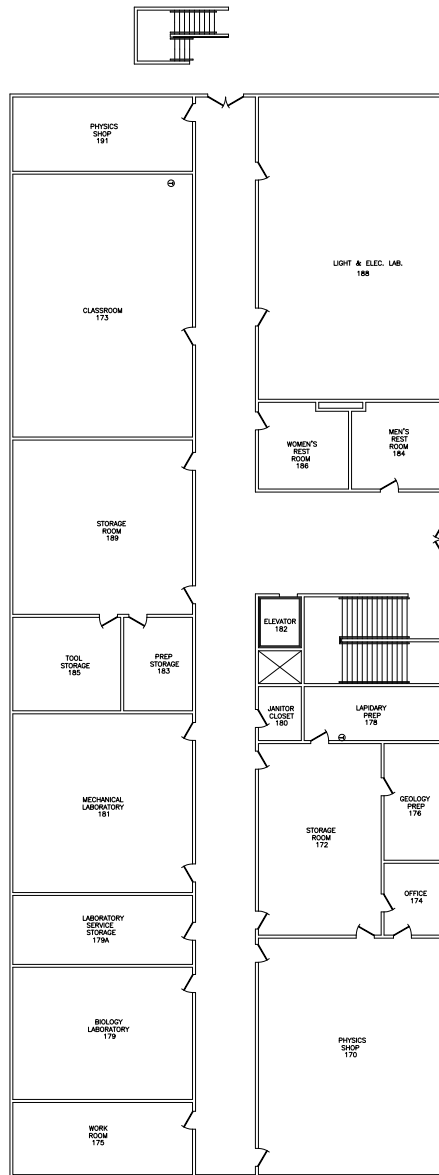 PHYSICS
SHOP
191
LIGHT & ELEC. LAB.
188
CLASSROOM
173
WOMEN'S
REST
ROOM
186
MEN'S
REST
ROOM
184
STORAGE
ROOM
189
ELEVATOR
182
TOOL
STORAGE
185
PREP
STORAGE
183
JANITOR
CLOSET
180
LAPIDARY
PREP
178
MECHANICAL
LABORATORY
181
GEOLOGY
PREP
176
STORAGE
ROOM
172
OFFICE
174
LABORATORY
SERVICE
STORAGE
179A
BIOLOGY
LABORATORY
179
PHYSICS
SHOP
170
WORK
ROOM
175